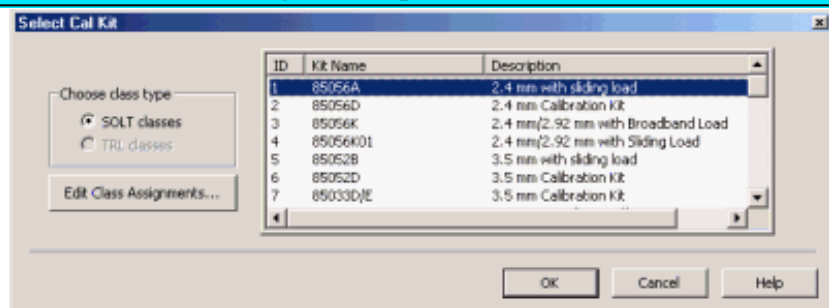 Select Cal Kit
ID Kit Name Description
1 85056A 2.4 mm with sliding load
2 85056D 2.4 mm Calibration Kit
3 85056K 2.4 mm/2.92 mm with Broadband Load
4 85056K01 2.4 mm/2.92 mm with Sliding Load
5 85052B 3.5 mm with sliding load
6 85052D 3.5 mm Calibration Kit
7 85033D/E 3.5 mm Calibration Kit
Choose class type
SOLT classes
TRL classes
Edit Class Assignments...
OK Cancel Help